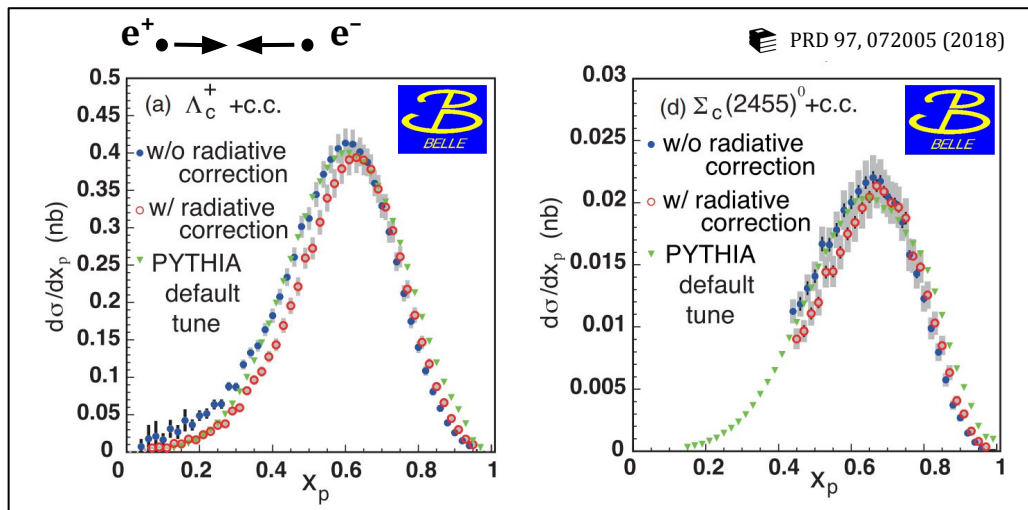 e+ e−
PRD 97, 072005 (2018)
0.5
0.45
0.4
0.35
0.3
0.25
0.2
0.15
0.1
0.05
0
dσ/dxp (nb)
(a) Λc+ +c.c.
w/o radiative
correction
w/ radiative
correction
PYTHIA
default
tune
B
BELLE
0 0.2 0.4 0.6 0.8 1
xp
0.03
0.025
0.02
0.015
0.01
0.005
0
dσ/dxp (nb)
(d) Σc(2455)0+c.c.
w/o radiative
correction
w/ radiative
correction
PYTHIA
default
tune
B
BELLE
0 0.2 0.4 0.6 0.8 1
xp